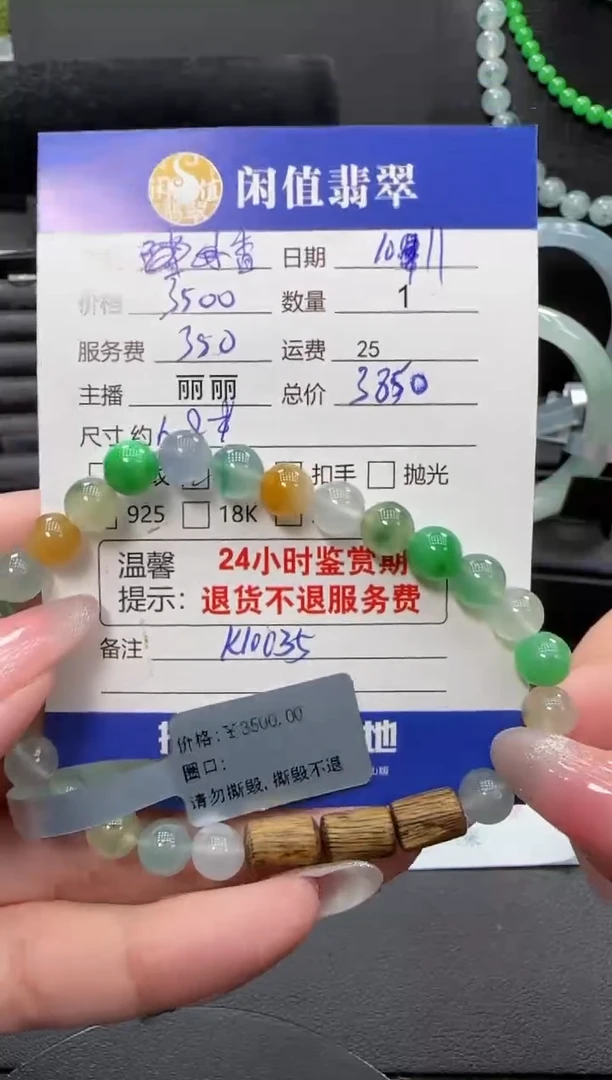 闲值翡翠
日期 10 11
价格 3500 数量 1
服务费 350 运费 25
主播 丽丽 总价 3850
尺寸 约
扣手 抛光
925 18K
温馨 24小时鉴赏期
提示: 退货不退服务费
备注 K10035
地
价格:¥3500.00
圈口:
请勿撕毁,撕毁不退